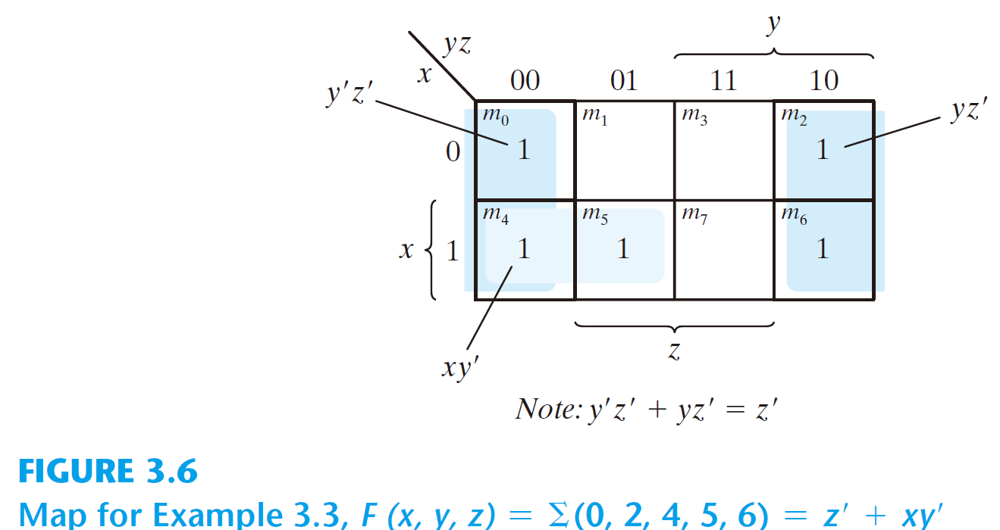 y
yz
x
00 01 11 10
y′z′
yz′
m₀ m₁ m₃ m₂
0 1 1
m₄ m₅ m₇ m₆
x 1 1 1 1
z
xy′
Note: y′z′ + yz′ = z′
FIGURE 3.6
Map for Example 3.3, F (x, y, z) = Σ(0, 2, 4, 5, 6) = z′ + xy′